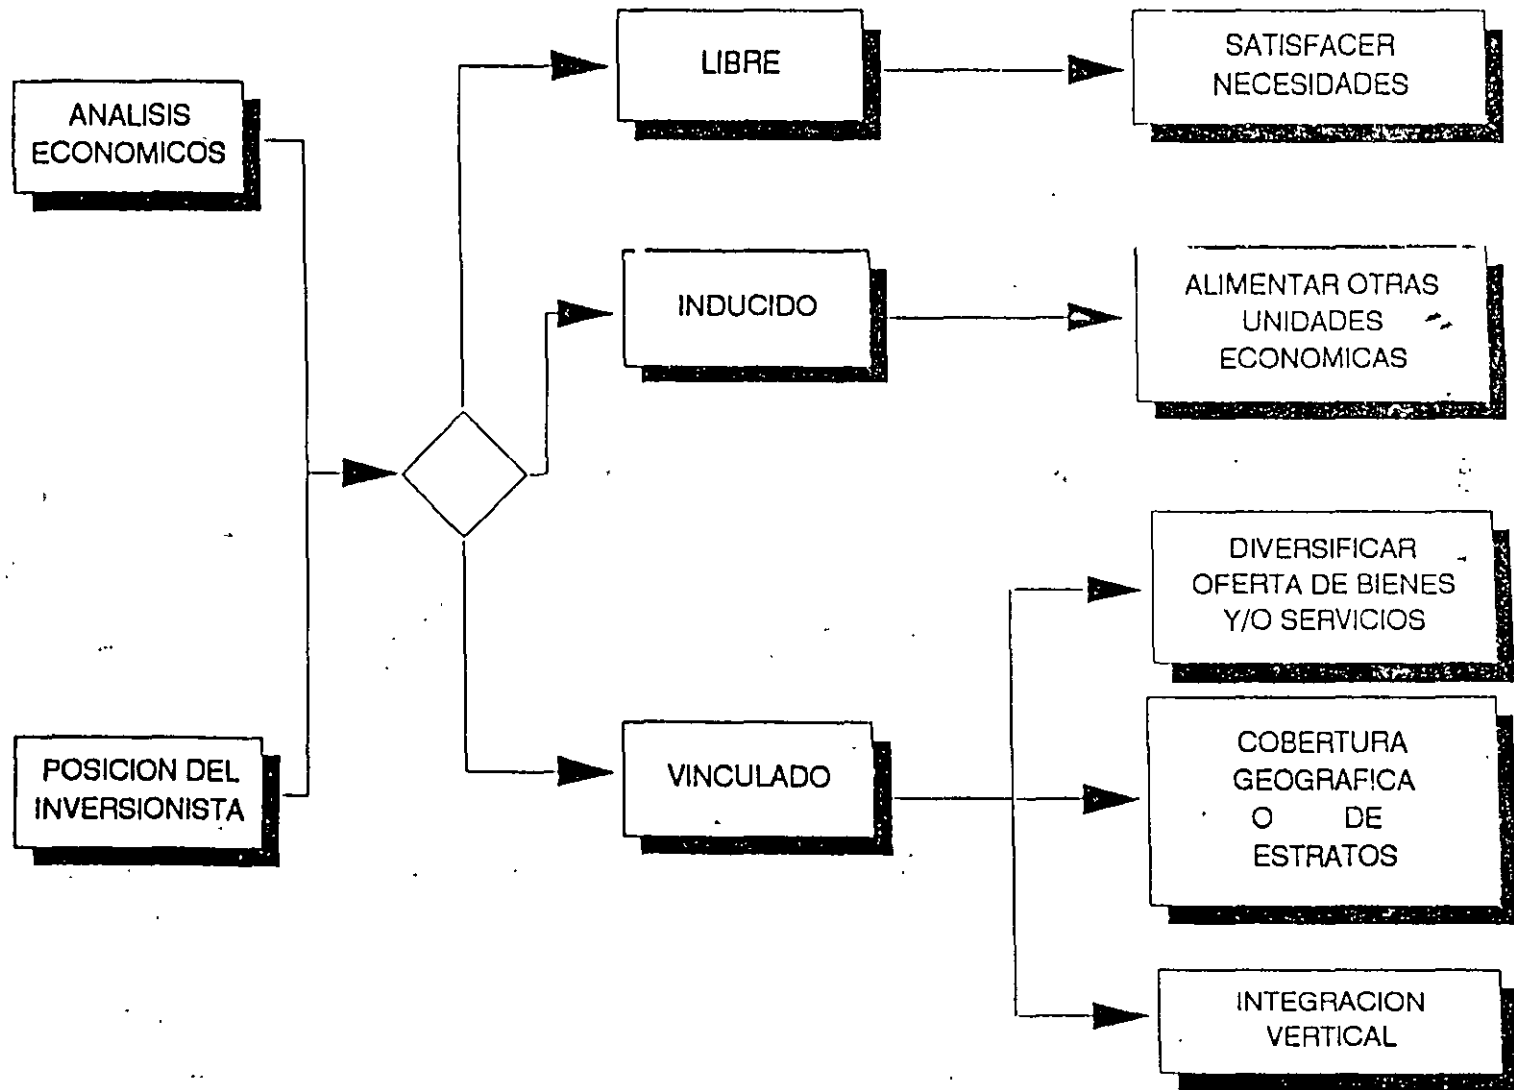 ANALISIS
ECONOMICOS
POSICION DEL
INVERSIONISTA
LIBRE
INDUCIDO
VINCULADO
SATISFACER
NECESIDADES
ALIMENTAR OTRAS
UNIDADES
ECONOMICAS
DIVERSIFICAR
OFERTA DE BIENES
Y/O SERVICIOS
COBERTURA
GEOGRAFICA
O DE
ESTRATOS
INTEGRACION
VERTICAL